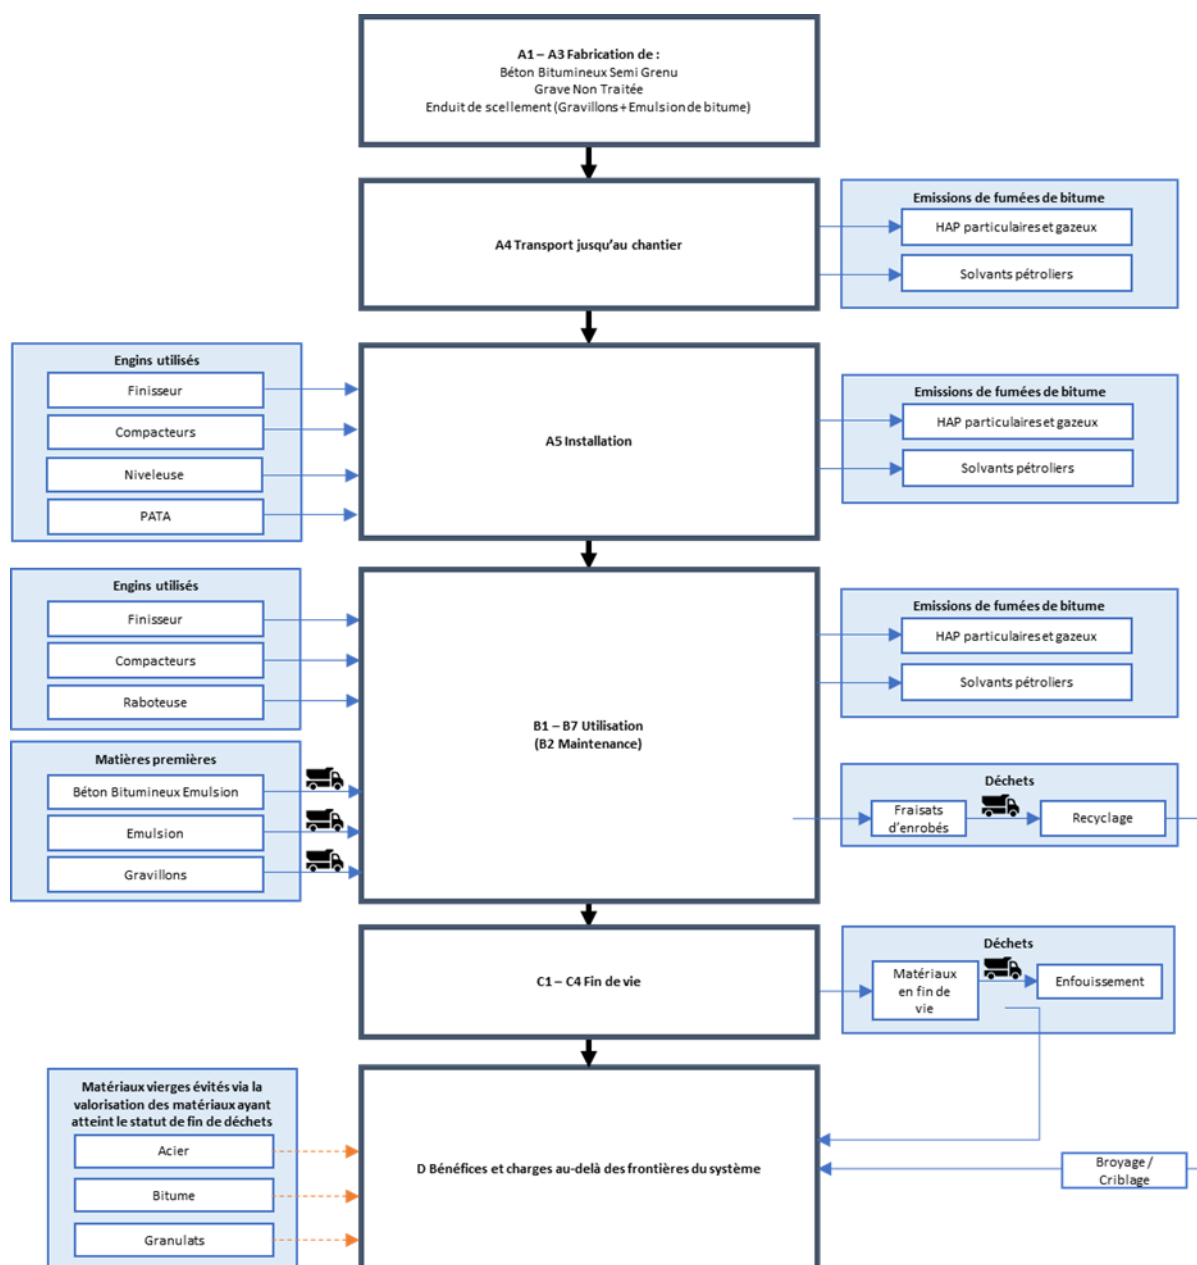 A1 – A3 Fabrication de :
Béton Bitumineux Semi Grenu
Grave Non Traitée
Enduit de scellement (Gravillons + Emulsion de bitume)
A4 Transport jusqu'au chantier
Emissions de fumées de bitume
HAP particulaires et gazeux
Solvants pétroliers
Engins utilisés
Finisseur
Compacteurs
Niveleuse
PATA
A5 Installation
Emissions de fumées de bitume
HAP particulaires et gazeux
Solvants pétroliers
Engins utilisés
Finisseur
Compacteurs
Raboteuse
Matières premières
Béton Bitumineux Emulsion
Emulsion
Gravillons
B1 – B7 Utilisation
(B2 Maintenance)
Emissions de fumées de bitume
HAP particulaires et gazeux
Solvants pétroliers
Déchets
Fraisats
d'enrobés
Recyclage
C1 – C4 Fin de vie
Déchets
Matériaux
en fin de
vie
Enfouissement
Matériaux vierges évités via la
valorisation des matériaux ayant
atteint le statut de fin de déchets
Acier
Bitume
Granulats
D Bénéfices et charges au-delà des frontières du système
Broyage /
Criblage